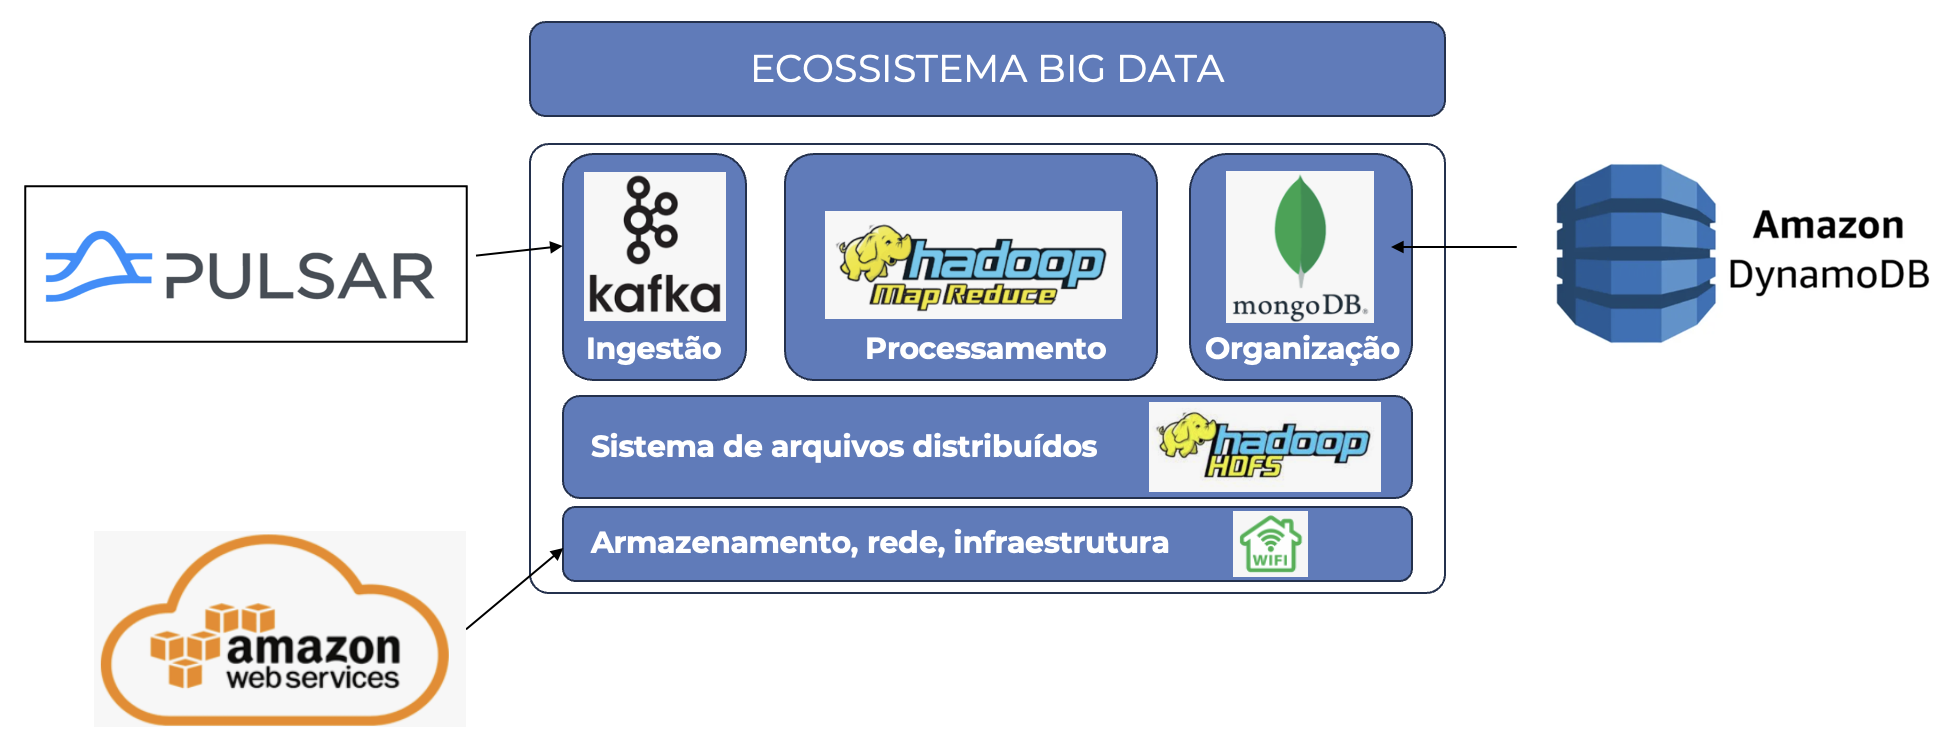 ECOSSISTEMA BIG DATA
PULSAR
kafka
Ingestão
hadoop
Map Reduce
Processamento
mongoDB®
Organização
Amazon
DynamoDB
Sistema de arquivos distribuídos
hadoop
HDFS
Armazenamento, rede, infraestrutura
WIFI
amazon
web services